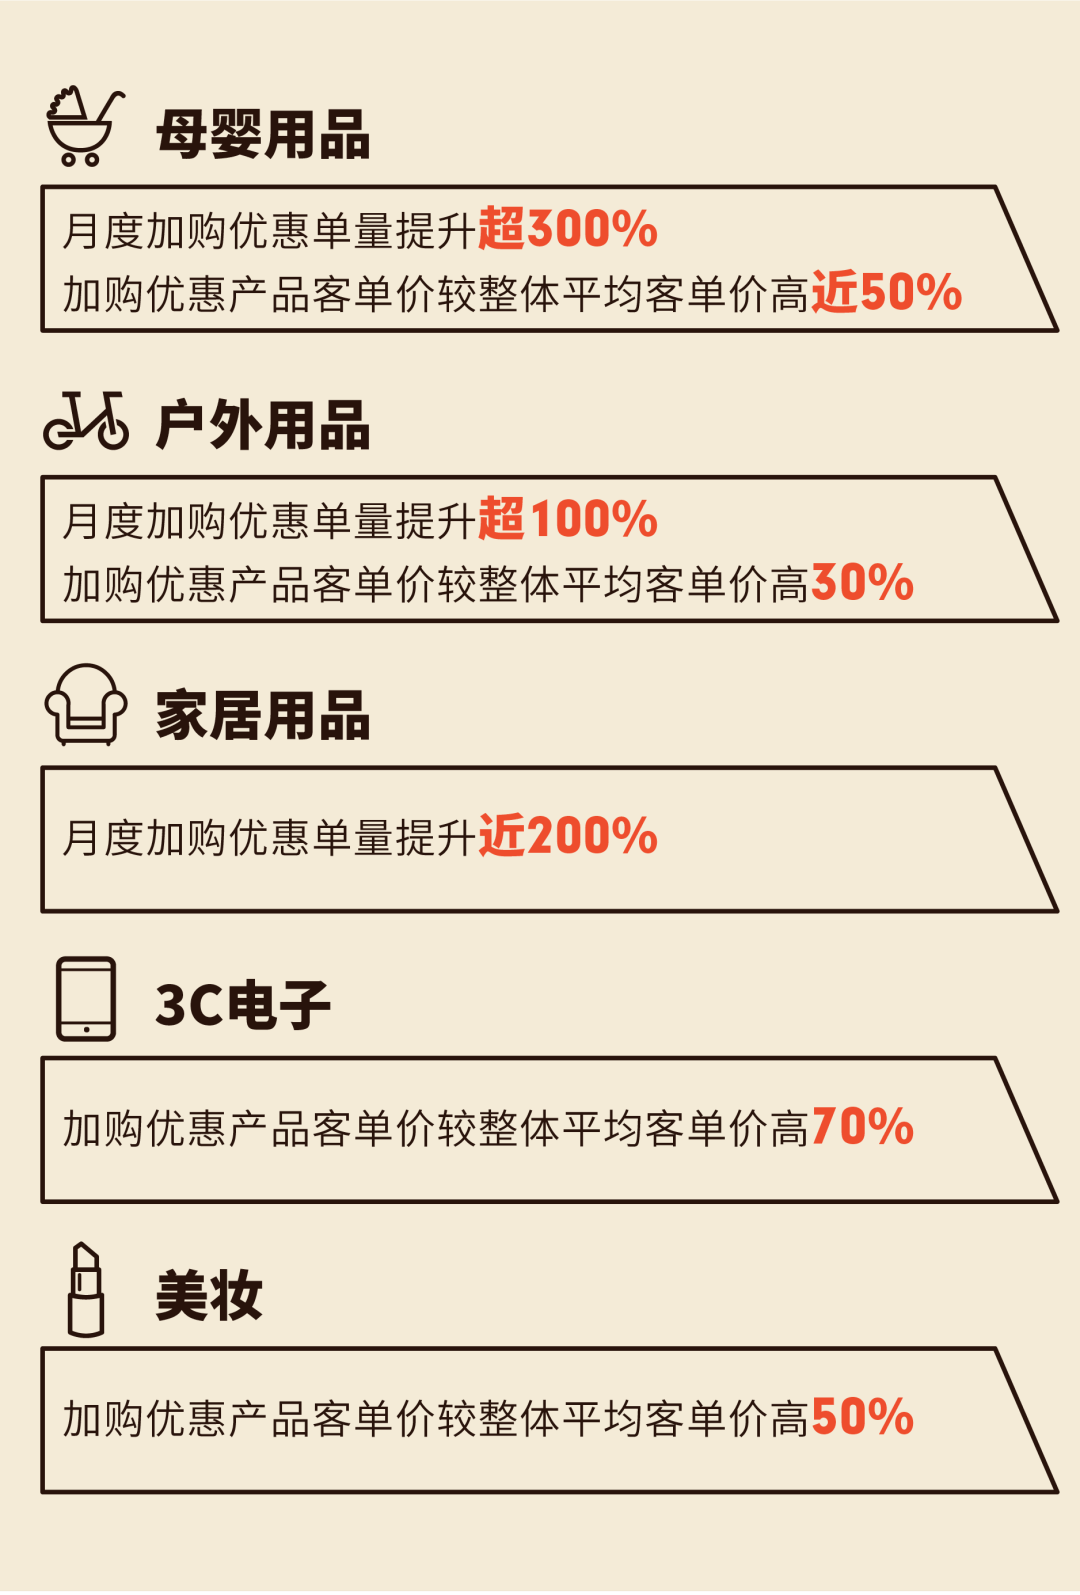 母婴用品
月度加购优惠单量提升超300%
加购优惠产品客单价较整体平均客单价高近50%
户外用品
月度加购优惠单量提升超100%
加购优惠产品客单价较整体平均客单价高30%
家居用品
月度加购优惠单量提升近200%
3C电子
加购优惠产品客单价较整体平均客单价高70%
美妆
加购优惠产品客单价较整体平均客单价高50%